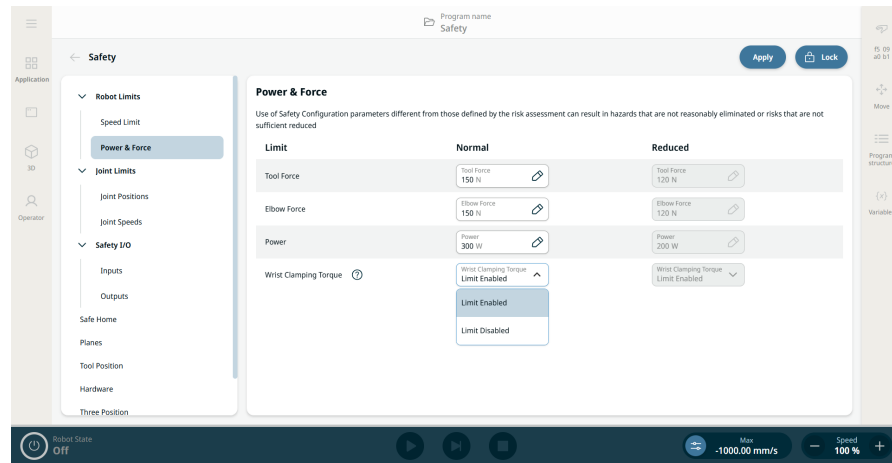 Program name
Safety
f5 09
a0 b1
Safety
Apply
Lock
Application
3D
Operator
Robot Limits
Speed Limit
Power & Force
Joint Limits
Joint Positions
Joint Speeds
Safety I/O
Inputs
Outputs
Safe Home
Planes
Tool Position
Hardware
Three Position
Power & Force
Use of Safety Configuration parameters different from those defined by the risk assessment can result in hazards that are not reasonably eliminated or risks that are not
sufficient reduced
Limit Normal Reduced
Tool Force
Tool Force
150 N
Tool Force
120 N
Elbow Force
Elbow Force
150 N
Elbow Force
120 N
Power
Power
300 W
Power
200 W
Wrist Clamping Torque ?
Wrist Clamping Torque
Limit Enabled
Wrist Clamping Torque
Limit Enabled
Limit Enabled
Limit Disabled
Move
Program
structur
{x}
Variable
Robot State
Off
Max
-1000.00 mm/s
Speed
100 %